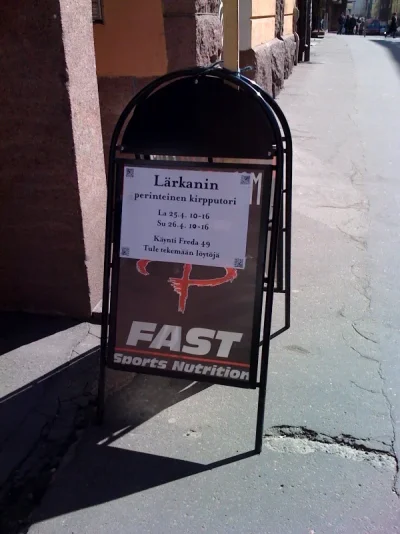 Lärkanin
perinteinen kirpputori
La 25.4. 10-16
Su 26.4. 10-16
Käynti Freda 49
Tule tekemään löytöjä
FAST
Sports Nutrition